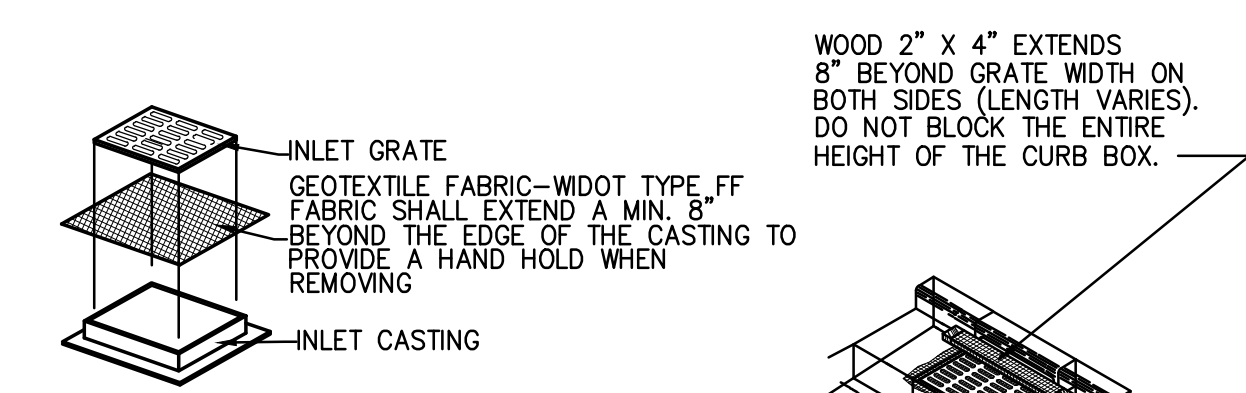 WOOD 2" X 4" EXTENDS
8" BEYOND GRATE WIDTH ON
BOTH SIDES (LENGTH VARIES).
DO NOT BLOCK THE ENTIRE
HEIGHT OF THE CURB BOX.
INLET GRATE
GEOTEXTILE FABRIC-WIDOT TYPE FF
FABRIC SHALL EXTEND A MIN. 8"
BEYOND THE EDGE OF THE CASTING TO
PROVIDE A HAND HOLD WHEN
REMOVING
INLET CASTING